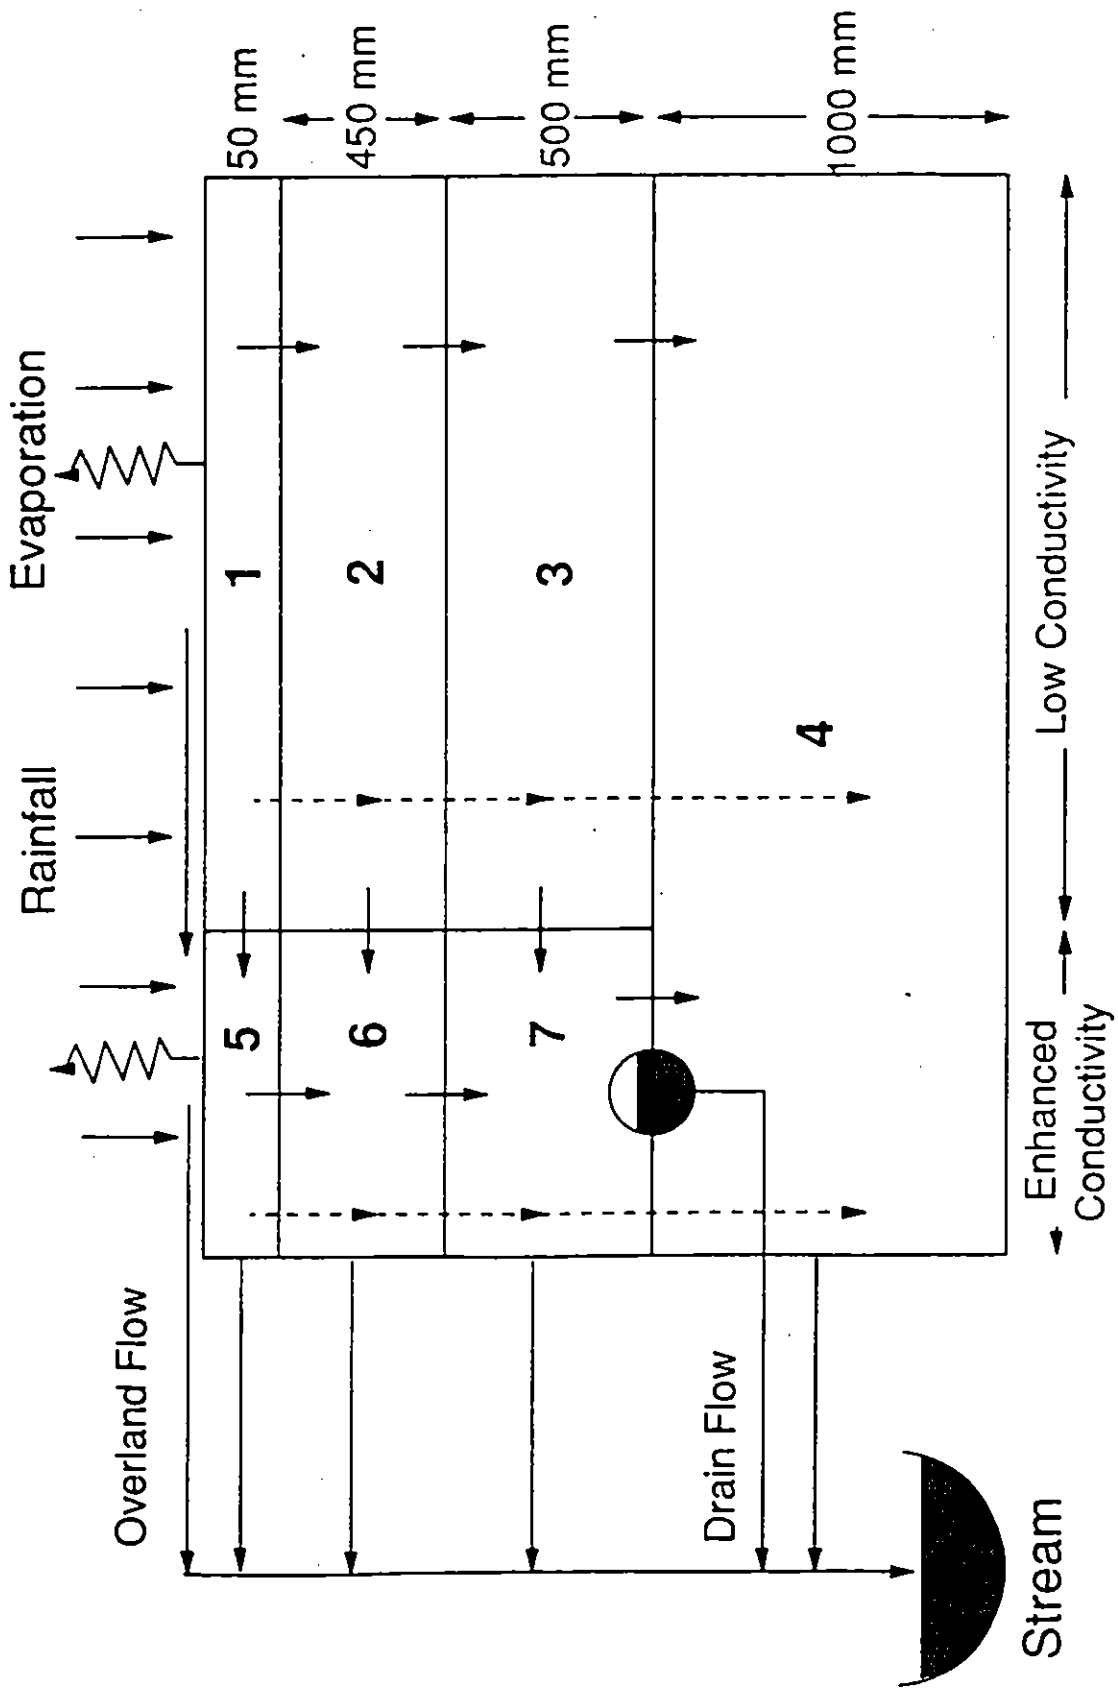 Rainfall
Evaporation
Overland Flow
50 mm
450 mm
500 mm
1000 mm
5
1
6
2
7
3
4
Drain Flow
Stream
Enhanced
Conductivity
Low Conductivity